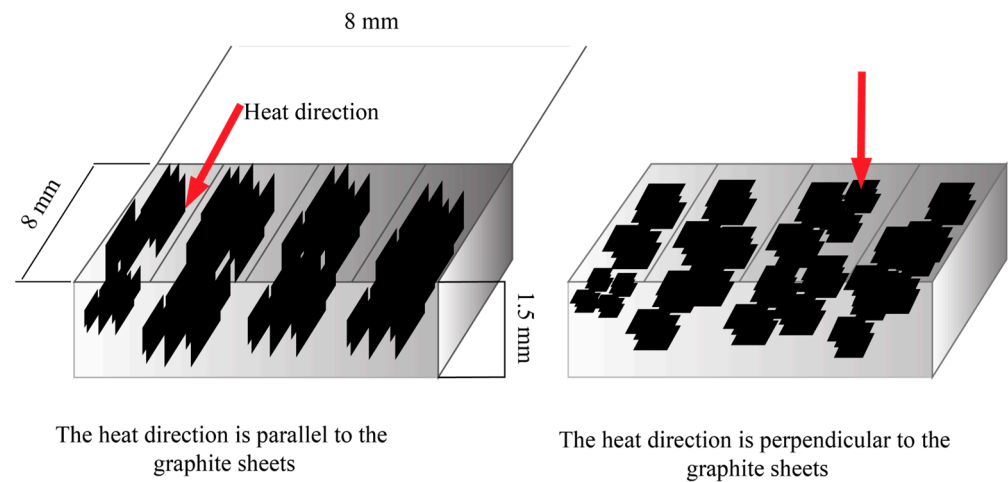 8 mm
Heat direction
8 mm
1.5 mm
The heat direction is parallel to the
graphite sheets
The heat direction is perpendicular to the
graphite sheets